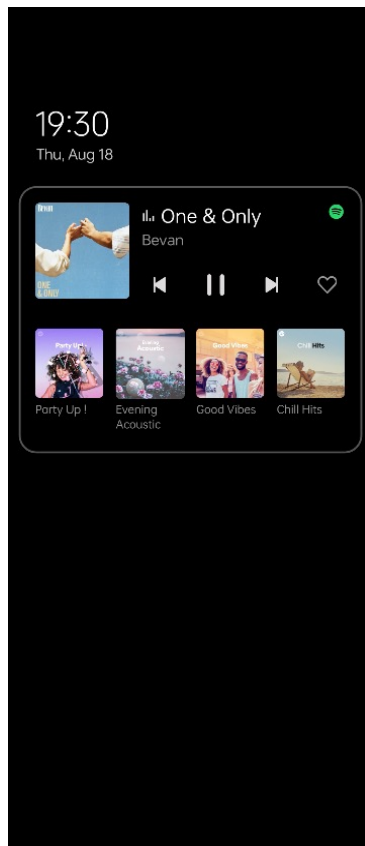 19:30
Thu, Aug 18
Bevan
ONE
& ONLY
One & Only
Bevan
Party Up!
Evening
Acoustic
Good Vibes
Chill Hits
Party Up !
Evening
Acoustic
Good Vibes
Chill Hits